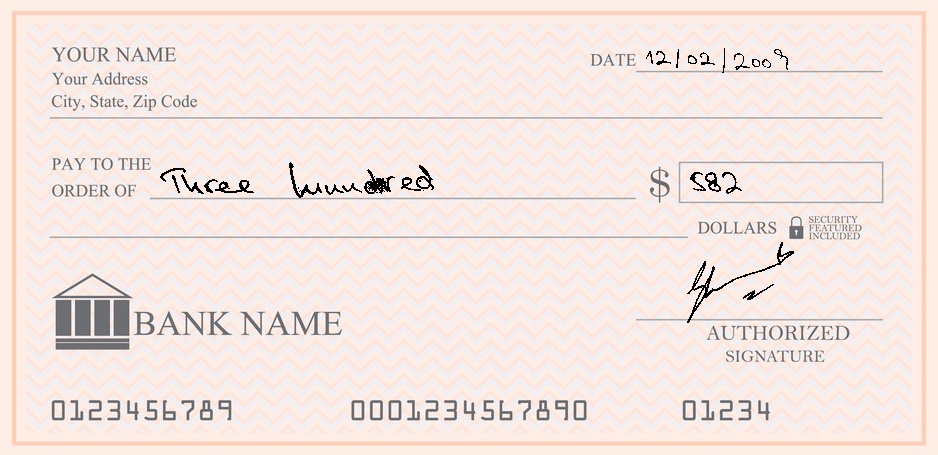 YOUR NAME
DATE 12/02/2009
Your Address
City, State, Zip Code
PAY TO THE
ORDER OF Three hundred $ 582
DOLLARS SECURITY
FEATURED
INCLUDED
BANK NAME
AUTHORIZED
SIGNATURE
0123456789 0001234567890 01234